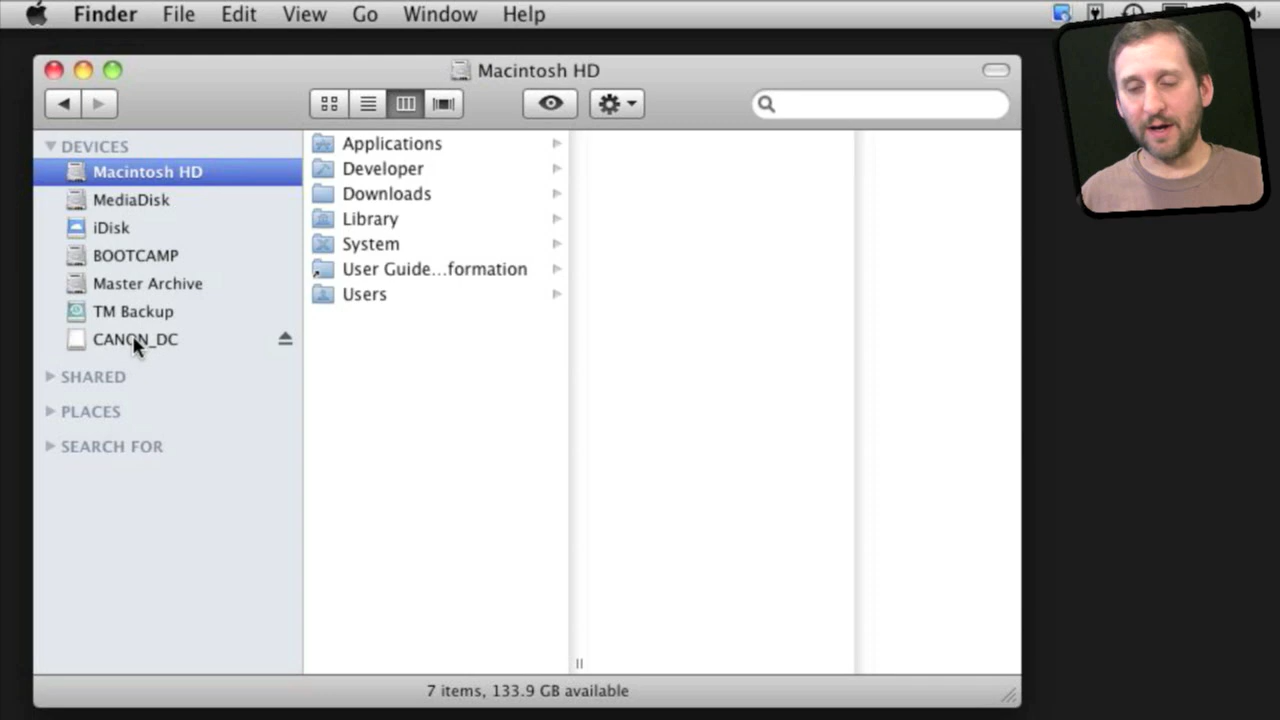 Finder File Edit View Go Window Help
Macintosh HD
DEVICES
Macintosh HD
MediaDisk
iDisk
BOOTCAMP
Master Archive
TM Backup
CANON_DC
SHARED
PLACES
SEARCH FOR
Applications
Developer
Downloads
Library
System
User Guide...formation
Users
7 items, 133.9 GB available